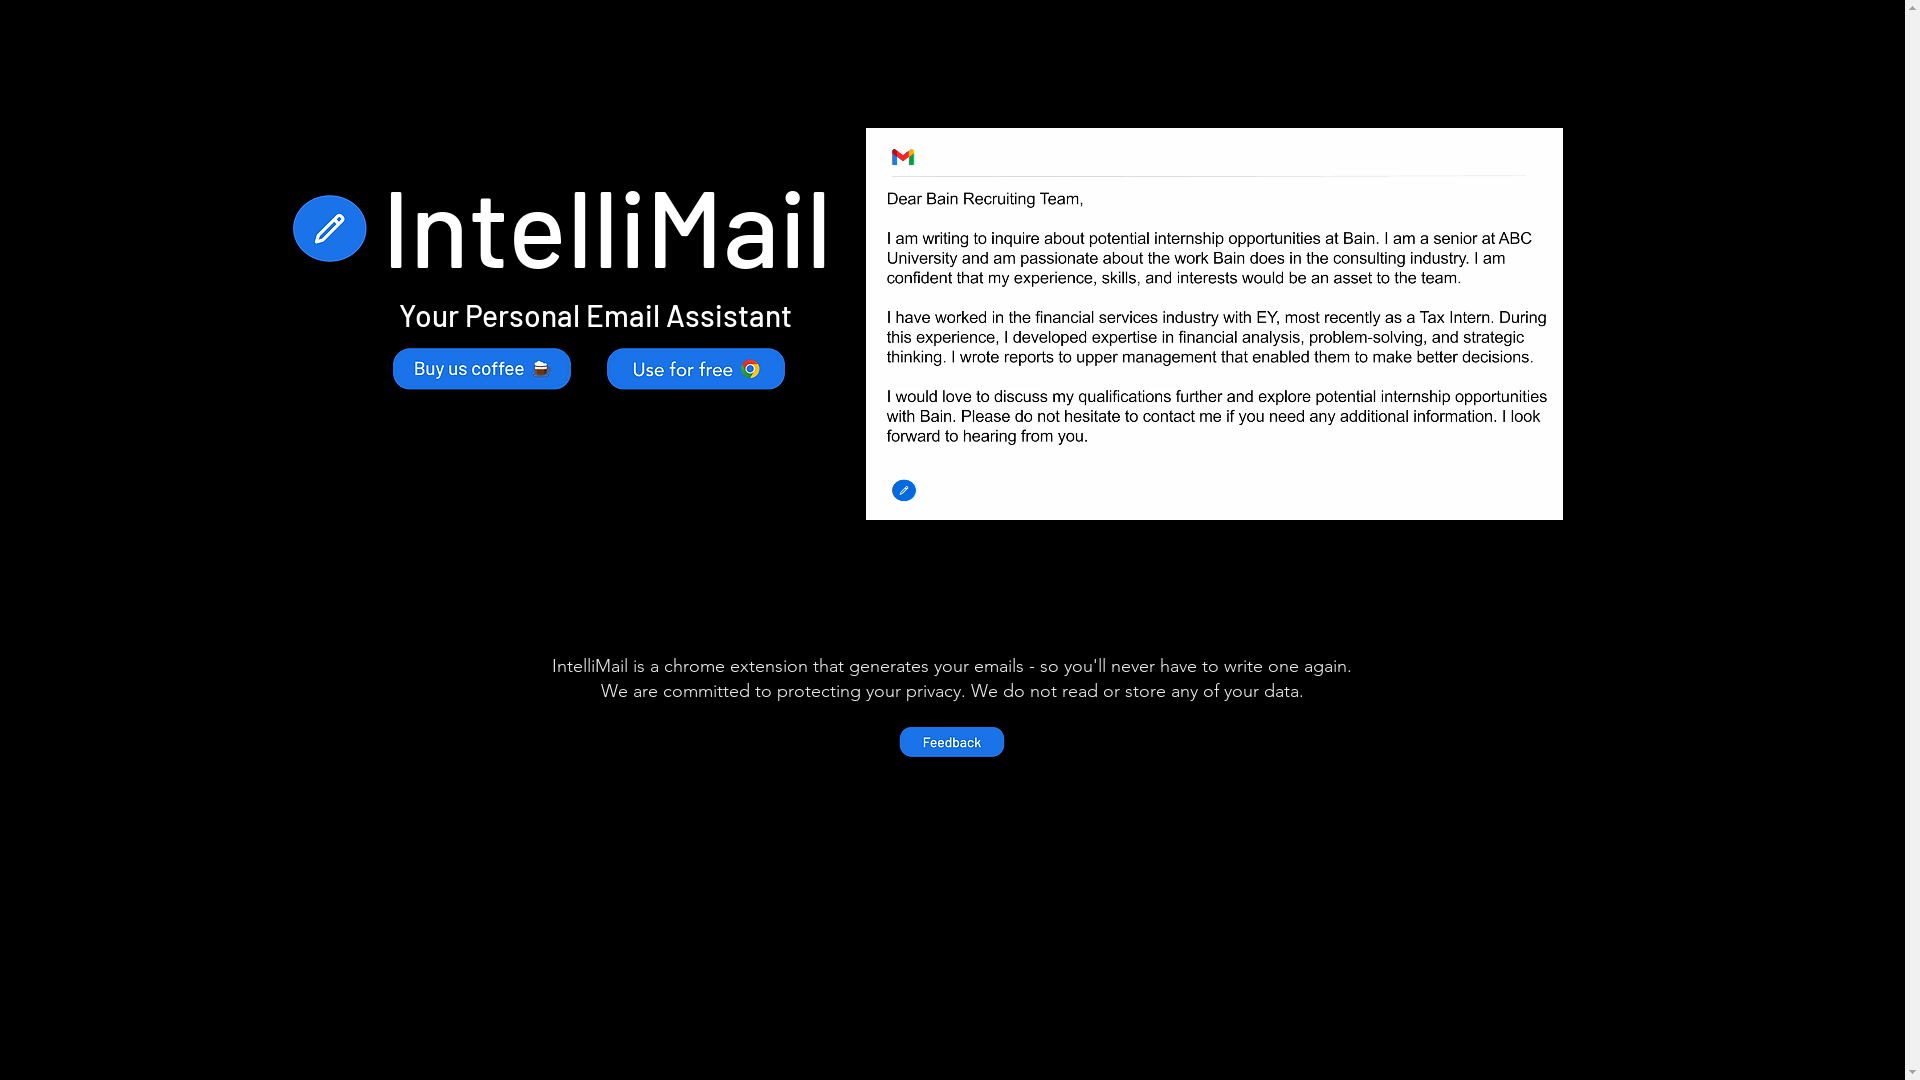 IntelliMail
Your Personal Email Assistant
Buy us coffee
Use for free
Dear Bain Recruiting Team,
I am writing to inquire about potential internship opportunities at Bain. I am a senior at ABC
University and am passionate about the work Bain does in the consulting industry. I am
confident that my experience, skills, and interests would be an asset to the team.
I have worked in the financial services industry with EY, most recently as a Tax Intern. During
this experience, I developed expertise in financial analysis, problem-solving, and strategic
thinking. I wrote reports to upper management that enabled them to make better decisions.
I would love to discuss my qualifications further and explore potential internship opportunities
with Bain. Please do not hesitate to contact me if you need any additional information. I look
forward to hearing from you.
IntelliMail is a chrome extension that generates your emails - so you'll never have to write one again.
We are committed to protecting your privacy. We do not read or store any of your data.
Feedback